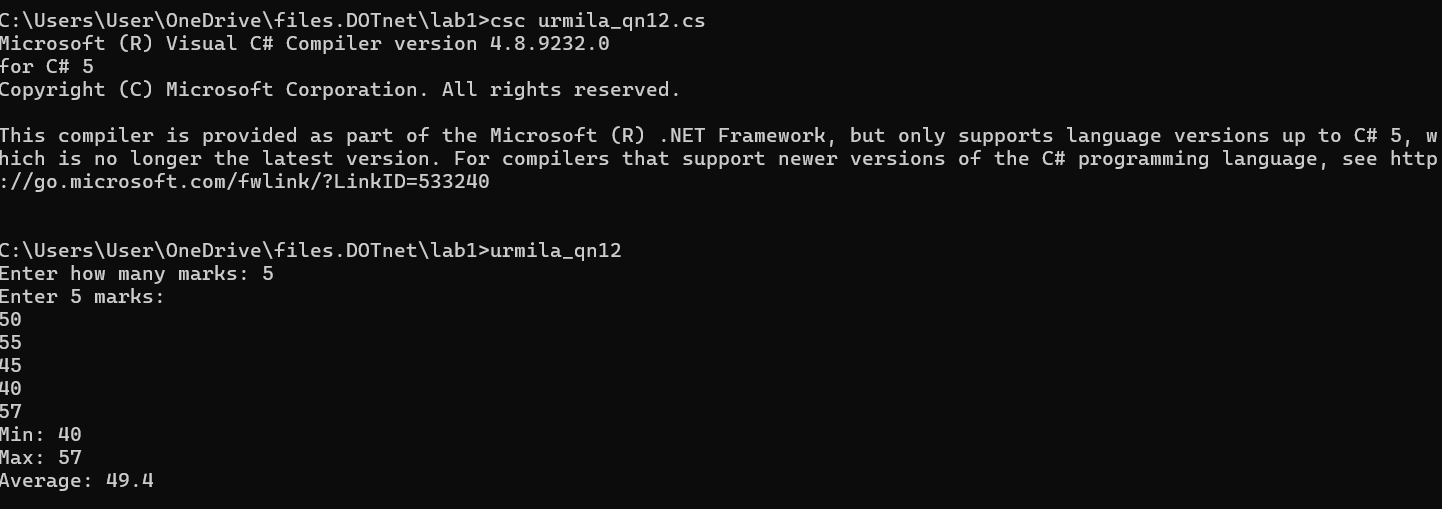 C:\Users\User\OneDrive\files.DOTnet\lab1>csc urmila_qn12.cs
Microsoft (R) Visual C# Compiler version 4.8.9232.0
for C# 5
Copyright (C) Microsoft Corporation. All rights reserved.
This compiler is provided as part of the Microsoft (R) .NET Framework, but only supports language versions up to C# 5, w
hich is no longer the latest version. For compilers that support newer versions of the C# programming language, see http
://go.microsoft.com/fwlink/?LinkID=533240
C:\Users\User\OneDrive\files.DOTnet\lab1>urmila_qn12
Enter how many marks: 5
Enter 5 marks:
50
55
45
40
57
Min: 40
Max: 57
Average: 49.4